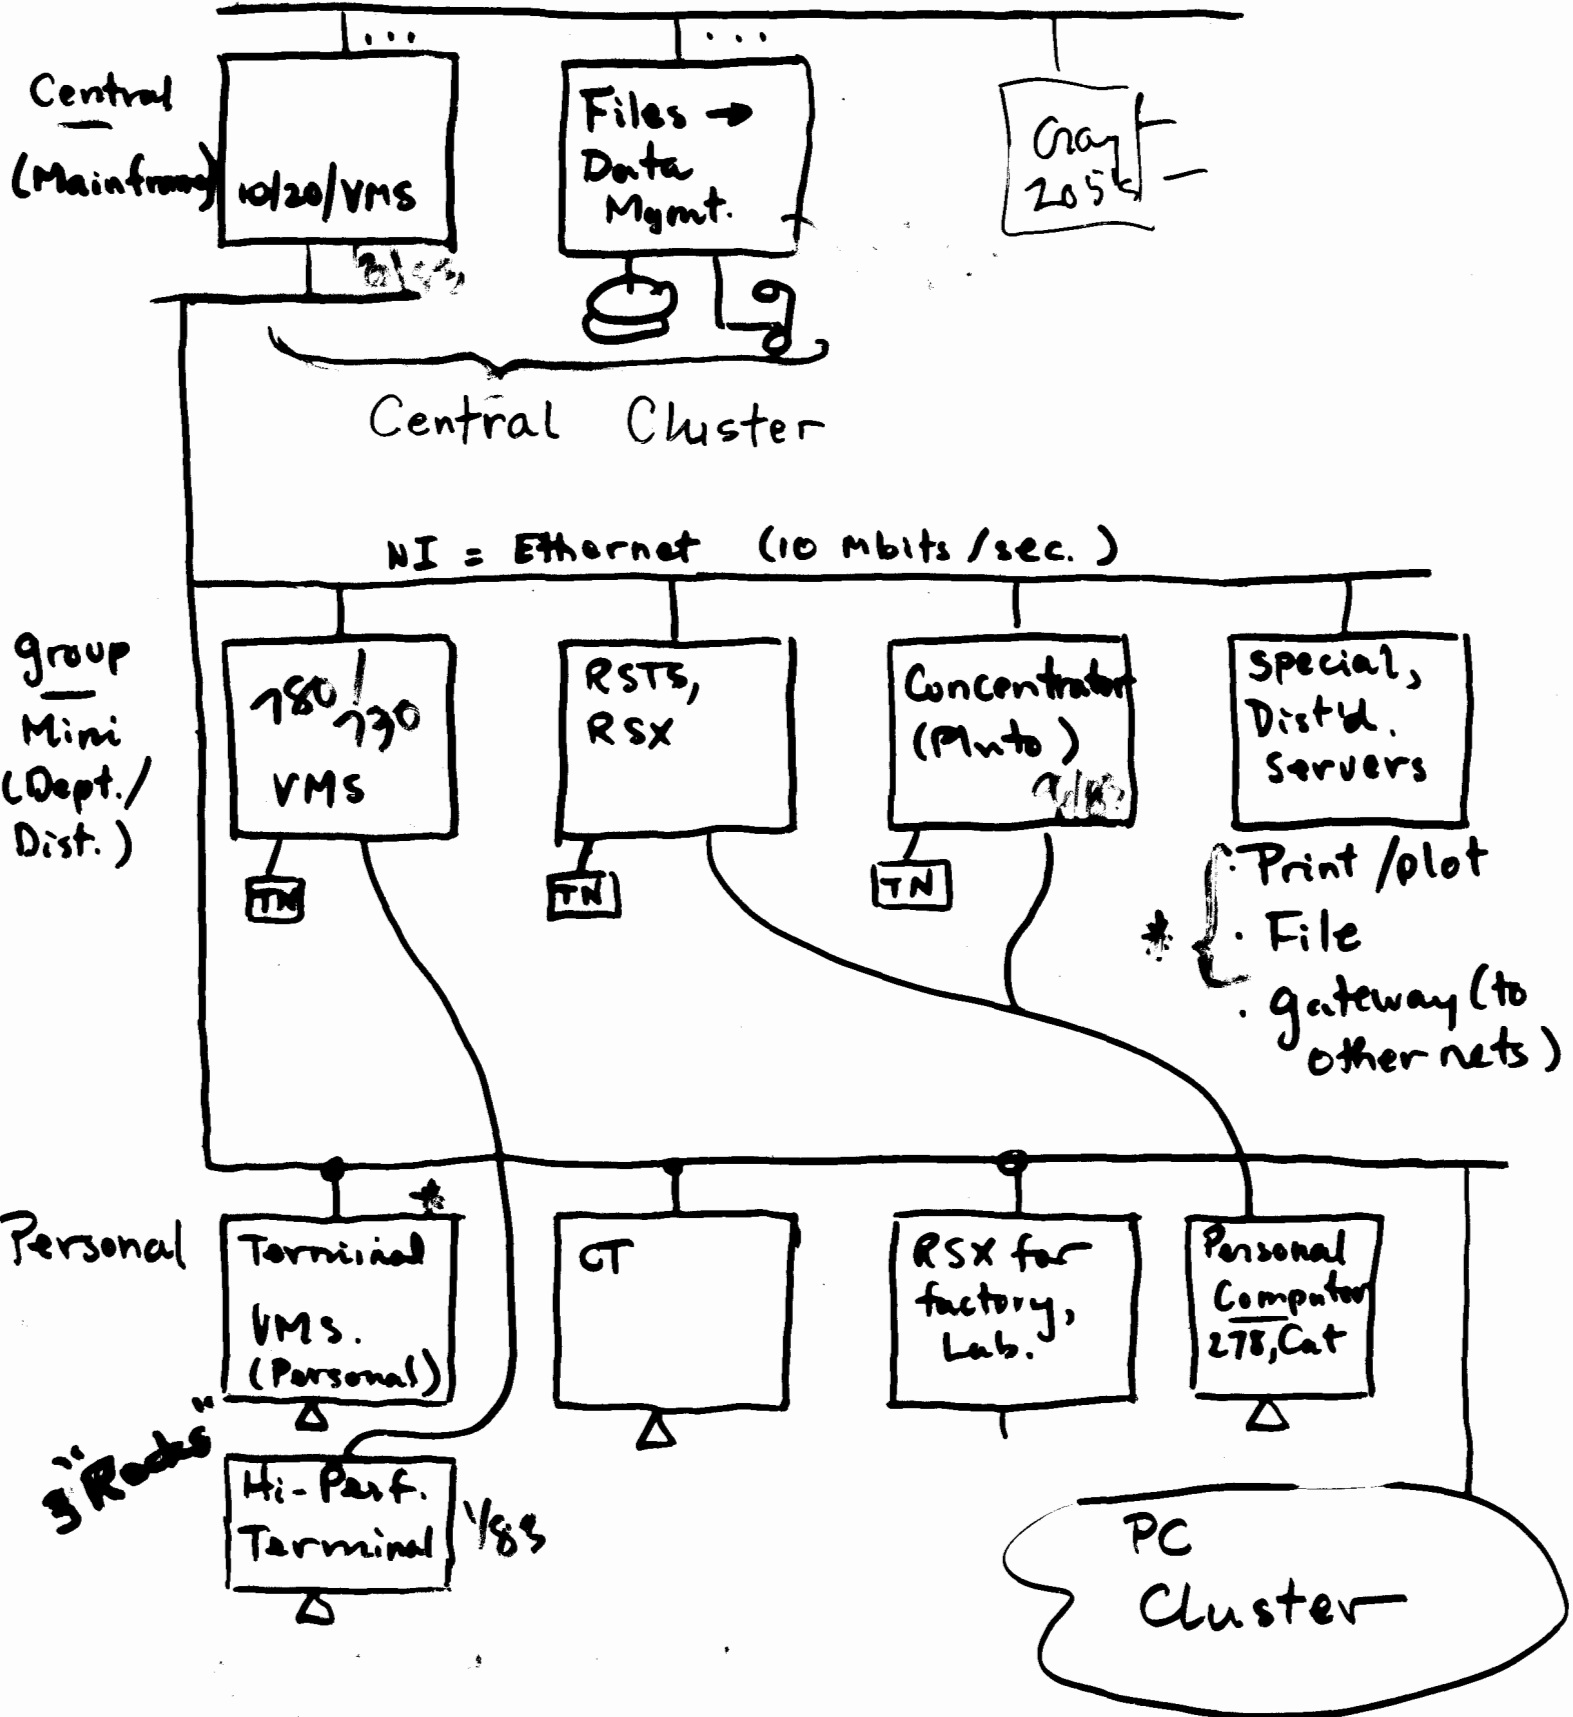 ...
...
Central
(Mainframe)
10/20/VMS
Files →
Data
Mgmt.
Cray
205's
Central Cluster
NI = Ethernet (10 Mbits/sec.)
group
Mini
(Dept./
Dist.)
780/730
VMS
RSTS,
RSX
Concentrator
(Pluto)
Special,
Dist'd.
Servers
TN
TN
TN
· Print/plot
* · File
· gateway (to
other nets)
Personal
*
Terminal
VMS.
(Personal)
CT
RSX for
factory,
Lab.
Personal
Computer
278, Cat
Hi-Perf.
Terminal
1/83
PC
Cluster